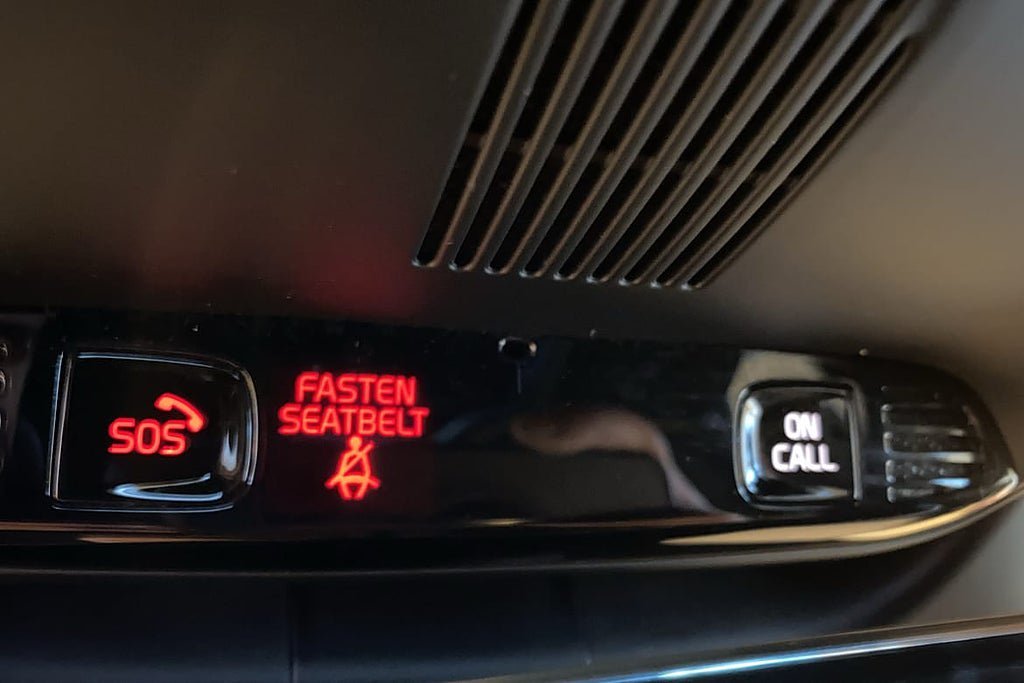 SOS
FASTEN
SEATBELT
ON
CALL